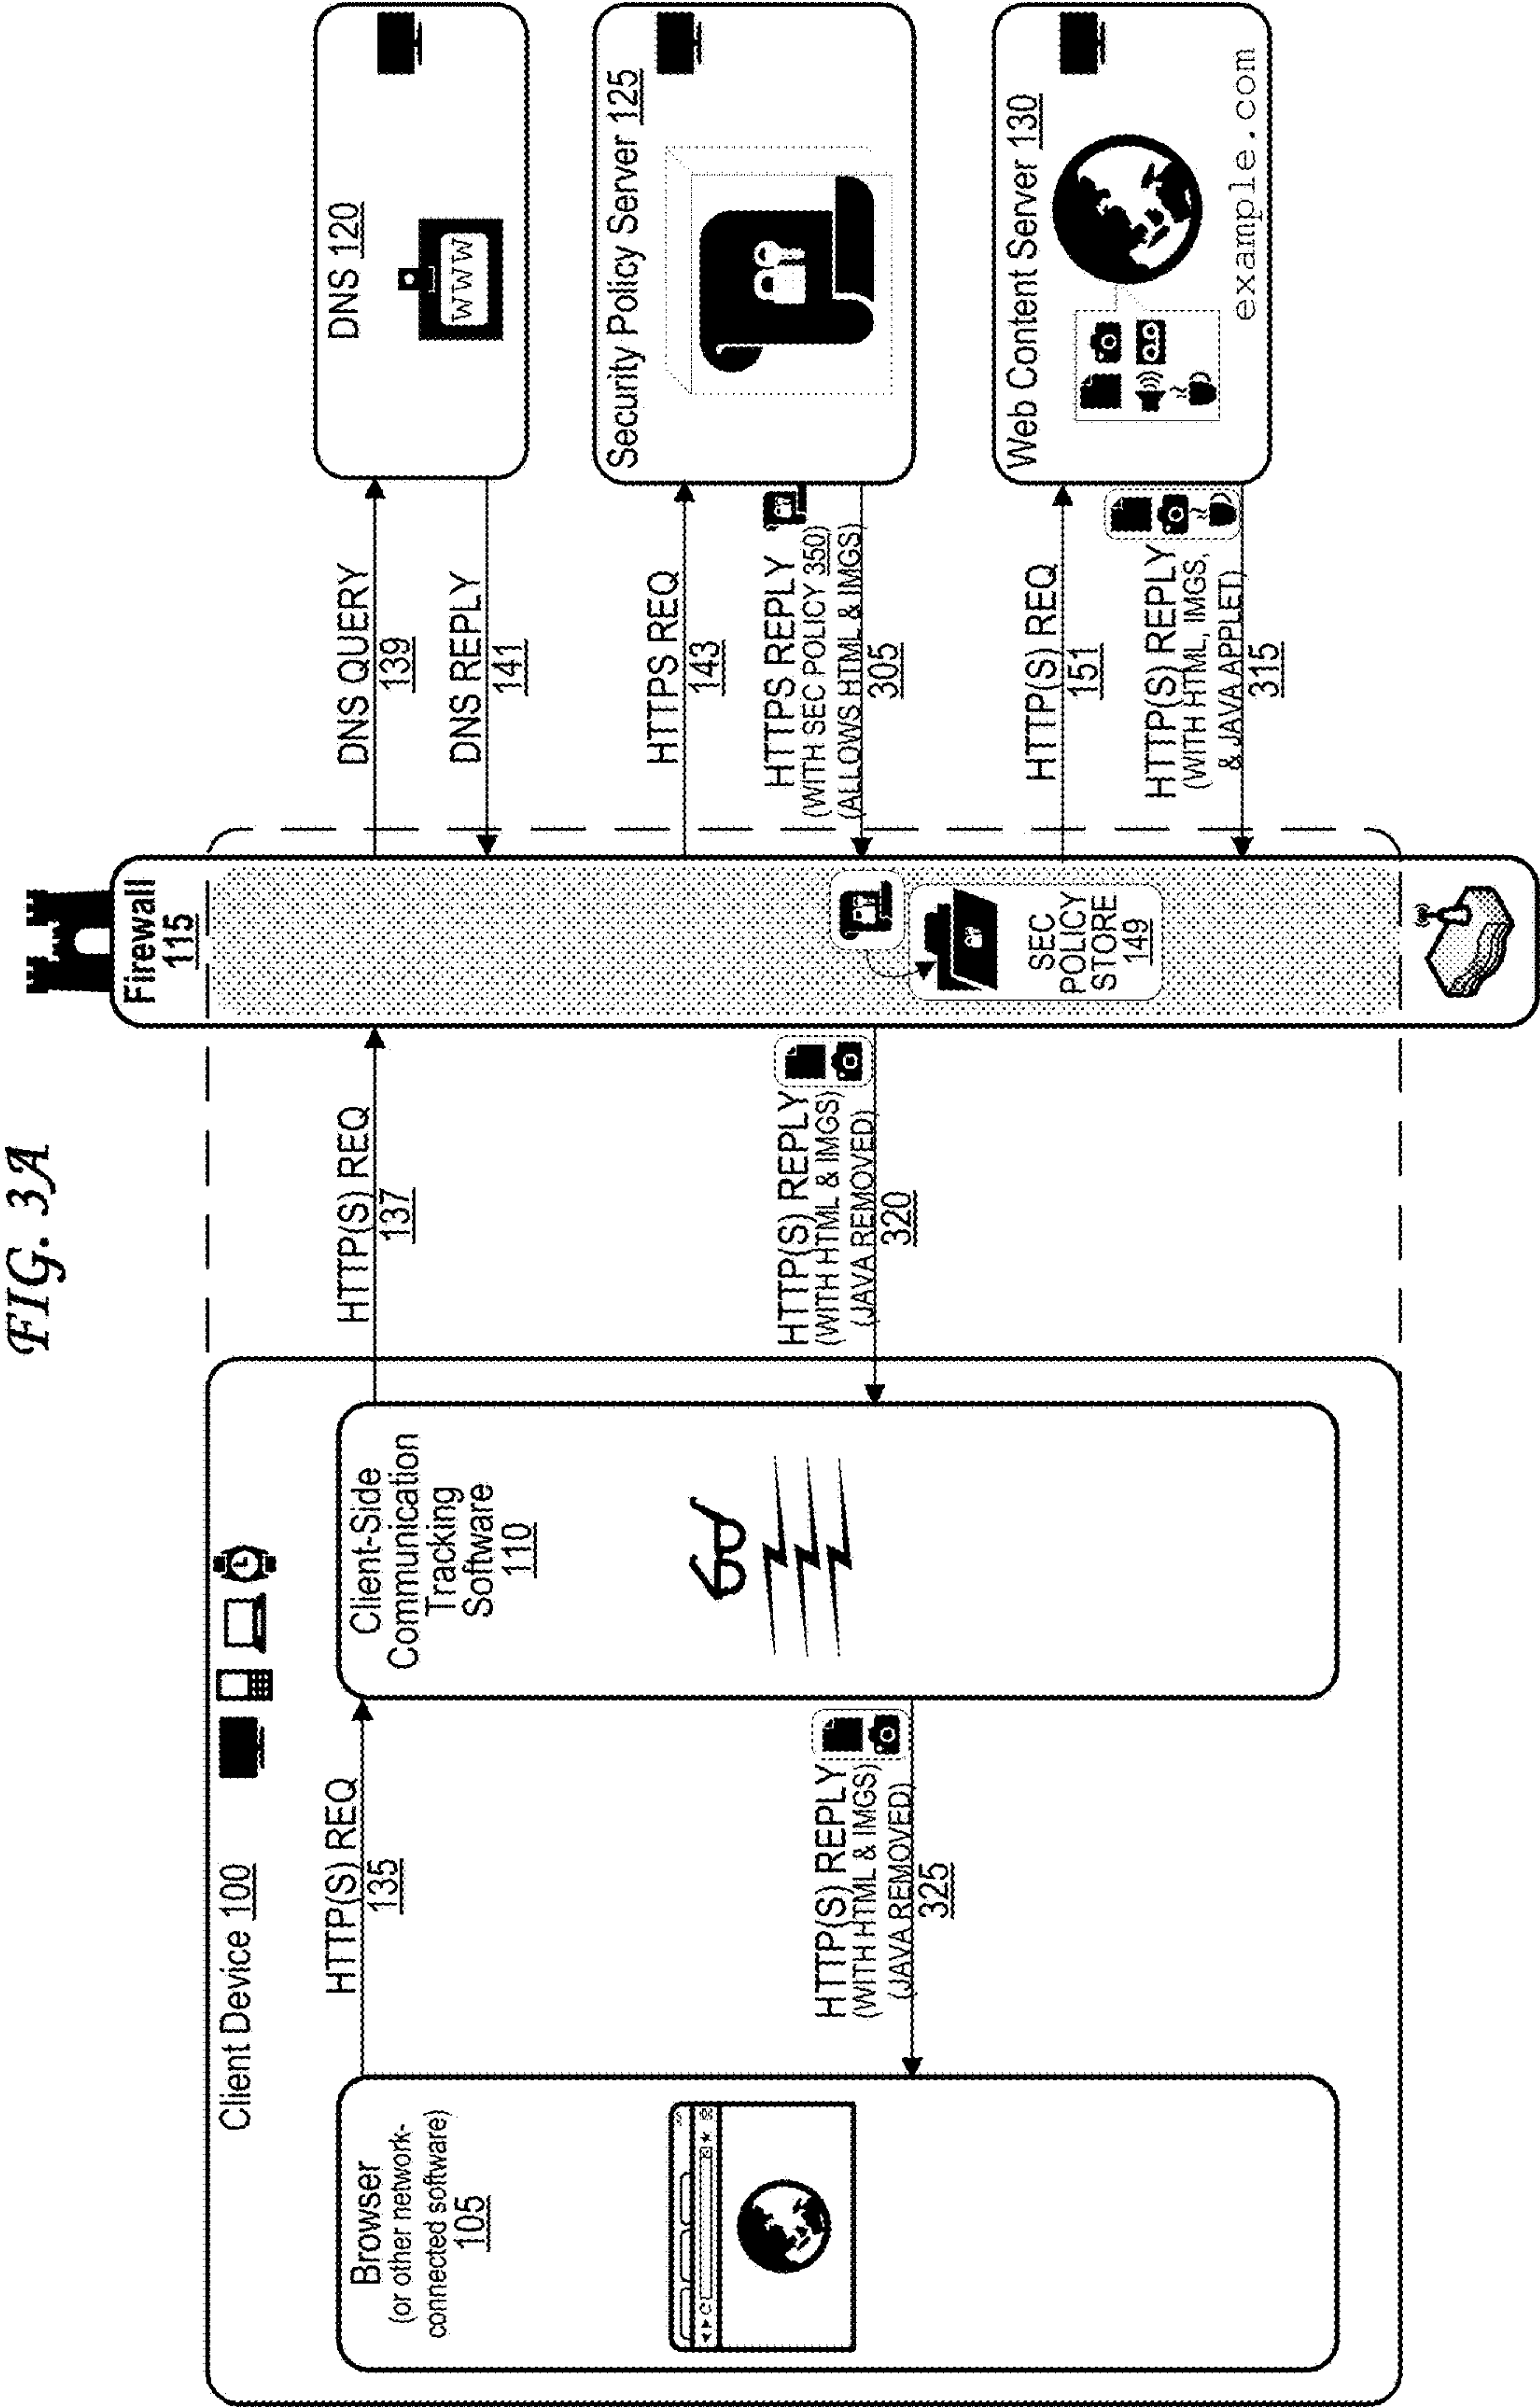 FIG. 3A
Client Device 100
Browser
(or other network-
connected software)
105
HTTP(S) REQ
135
HTTP(S) REPLY
(WITH HTML & IMGS)
(JAVA REMOVED)
325
Client-Side
Communication
Tracking
Software
110
HTTP(S) REQ
137
HTTP(S) REPLY
(WITH HTML & IMGS)
(JAVA REMOVED)
320
Firewall
115
SEC
POLICY
STORE
149
DNS QUERY
139
DNS REPLY
141
HTTPS REQ
143
HTTPS REPLY
(WITH SEC POLICY 350)
(ALLOWS HTML & IMGS)
305
HTTP(S) REQ
151
HTTP(S) REPLY
(WITH HTML, IMGS,
& JAVA APPLET)
315
DNS 120
WWW
Security Policy Server 125
Web Content Server 130
example.com